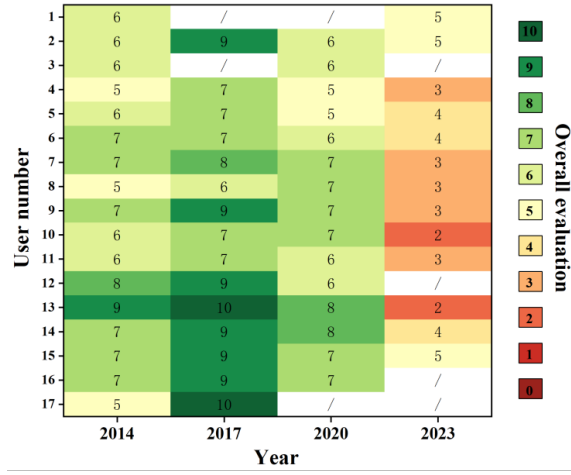 1 6 / / 5
2 6 9 6 5
3 6 / 6 /
4 5 7 5 3
5 6 7 5 4
6 7 7 6 4
7 7 8 7 3
8 5 6 7 3
9 7 9 7 3
10 6 7 7 2
11 6 7 6 3
12 8 9 6 /
13 9 10 8 2
14 7 9 8 4
15 7 9 7 5
16 7 9 7 /
17 5 10 / /
2014 2017 2020 2023
Year
User number
10
9
8
7
6
5
4
3
2
1
0
Overall evaluation